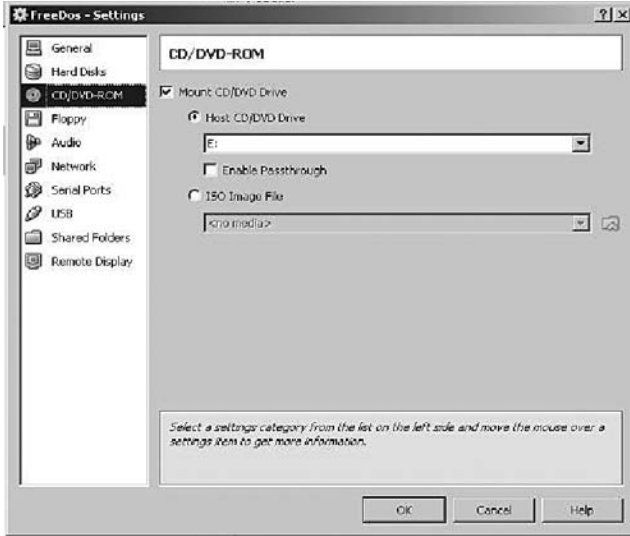 FreeDos - Settings
General
Hard Disks
CD/DVD-ROM
Floppy
Audio
Network
Serial Ports
USB
Shared Folders
Remote Display
CD/DVD-ROM
Mount CD/DVD Drive
Host CD/DVD Drive
E:
Enable Passthrough
ISO Image File
<no media>
Select a settings category from the list on the left side and move the mouse over a
settings item to get more information.
OK
Cancel
Help